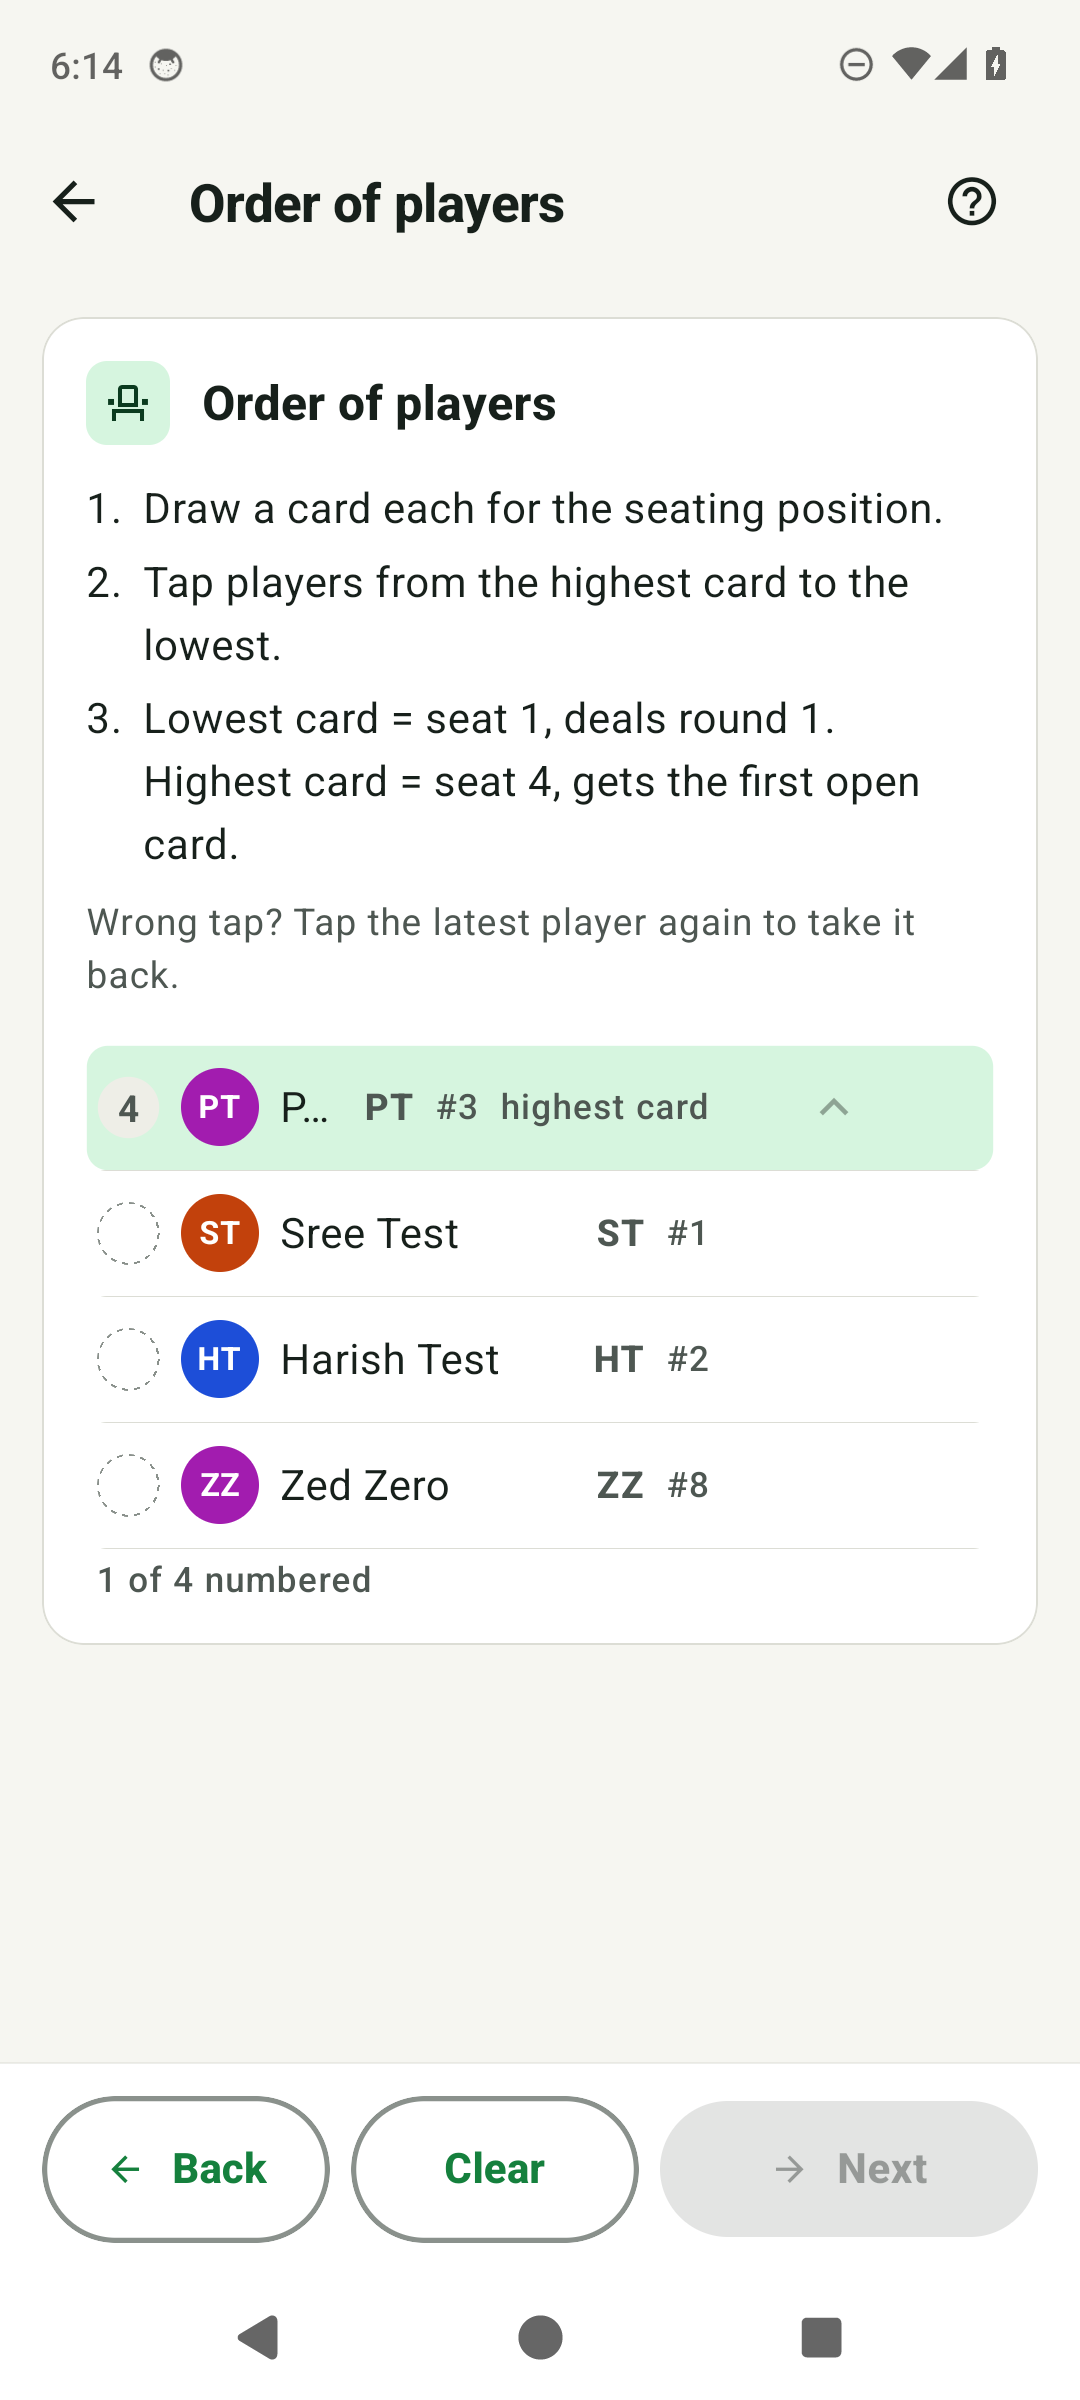 6:14
Order of players
Order of players
1. Draw a card each for the seating position.
2. Tap players from the highest card to the
lowest.
3. Lowest card = seat 1, deals round 1.
Highest card = seat 4, gets the first open
card.
Wrong tap? Tap the latest player again to take it
back.
4 PT P... PT #3 highest card
ST Sree Test ST #1
HT Harish Test HT #2
ZZ Zed Zero ZZ #8
1 of 4 numbered
Back Clear Next